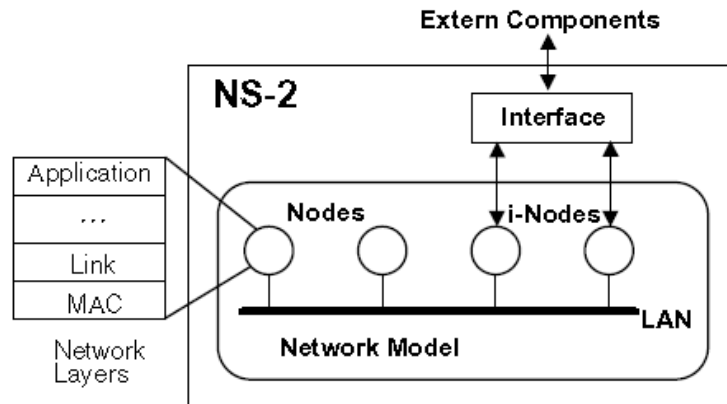 Extern Components
NS-2
Interface
Application
...
Link
MAC
Network
Layers
Nodes
i-Nodes
LAN
Network Model